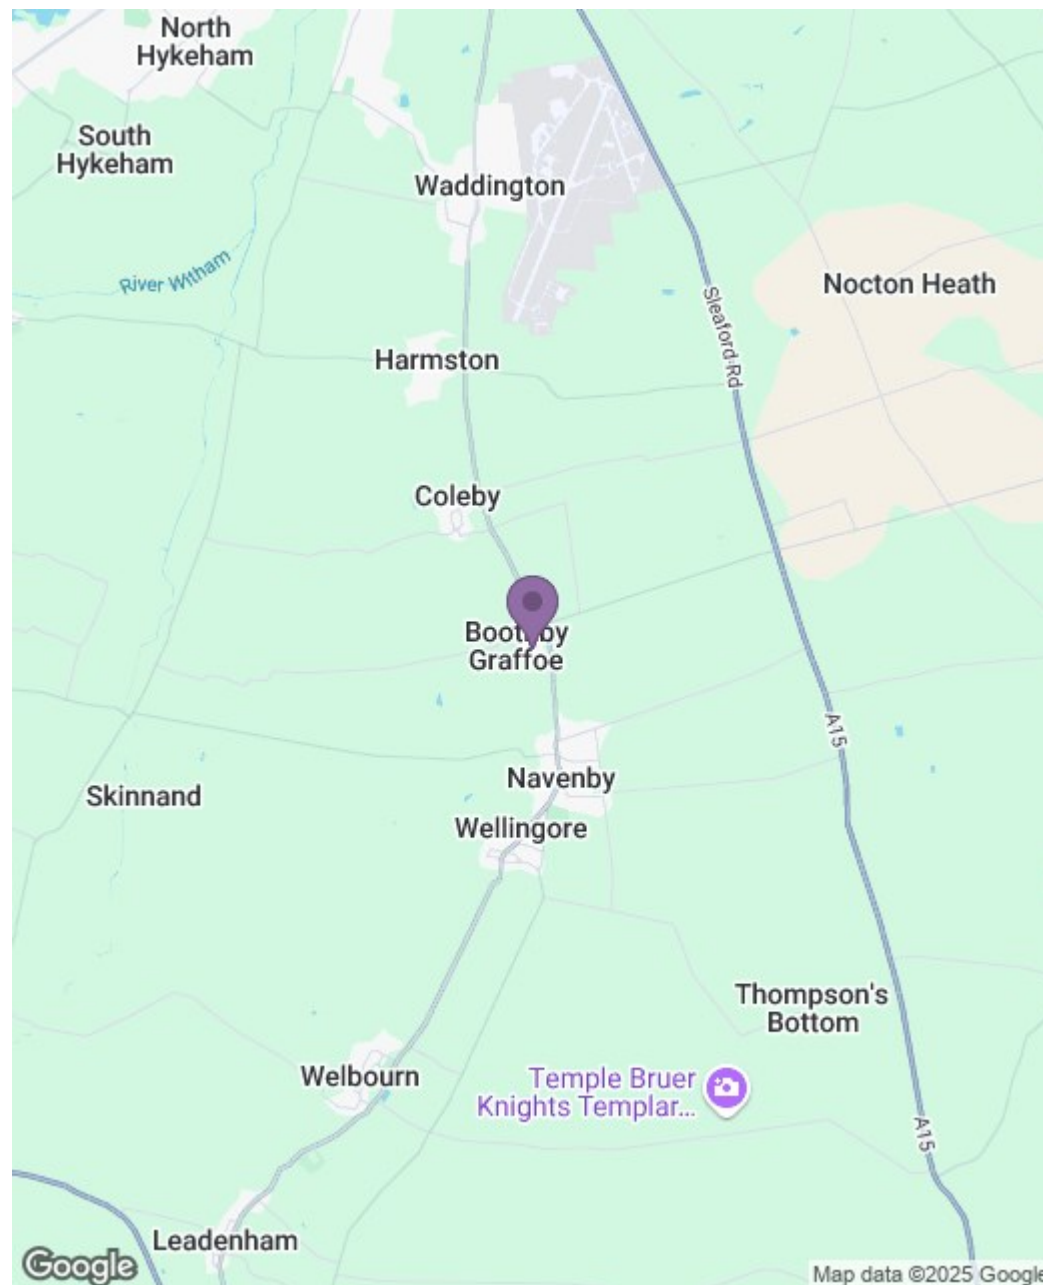 North
Hykeham
South
Hykeham
Waddington
River Witham
Nocton Heath
Sleaford Rd
Harmston
Coleby
Boothby
Graffoe
A15
Navenby
Skinnand
Wellingore
Thompson's
Bottom
Welbourn
Temple Bruer
Knights Templar...
A15
Leadenham
Google
Map data ©2025 Google